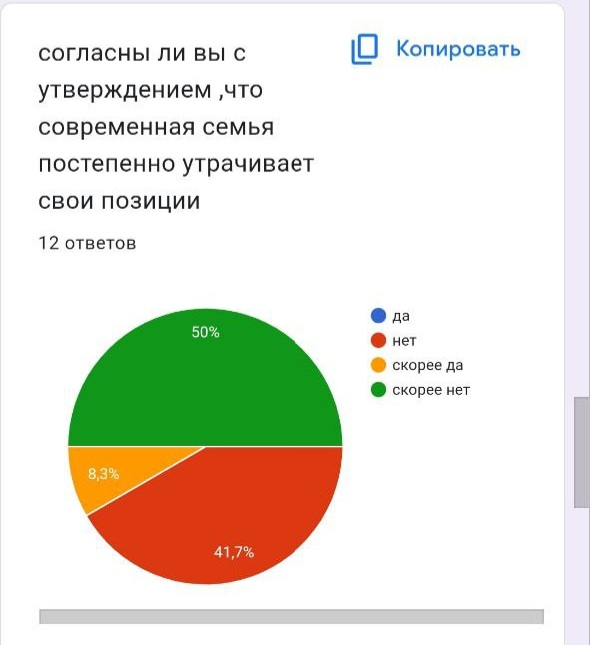 согласны ли вы с
утверждением ,что
современная семья
постепенно утрачивает
свои позиции
Копировать
12 ответов
50%
8,3%
41,7%
да
нет
скорее да
скорее нет